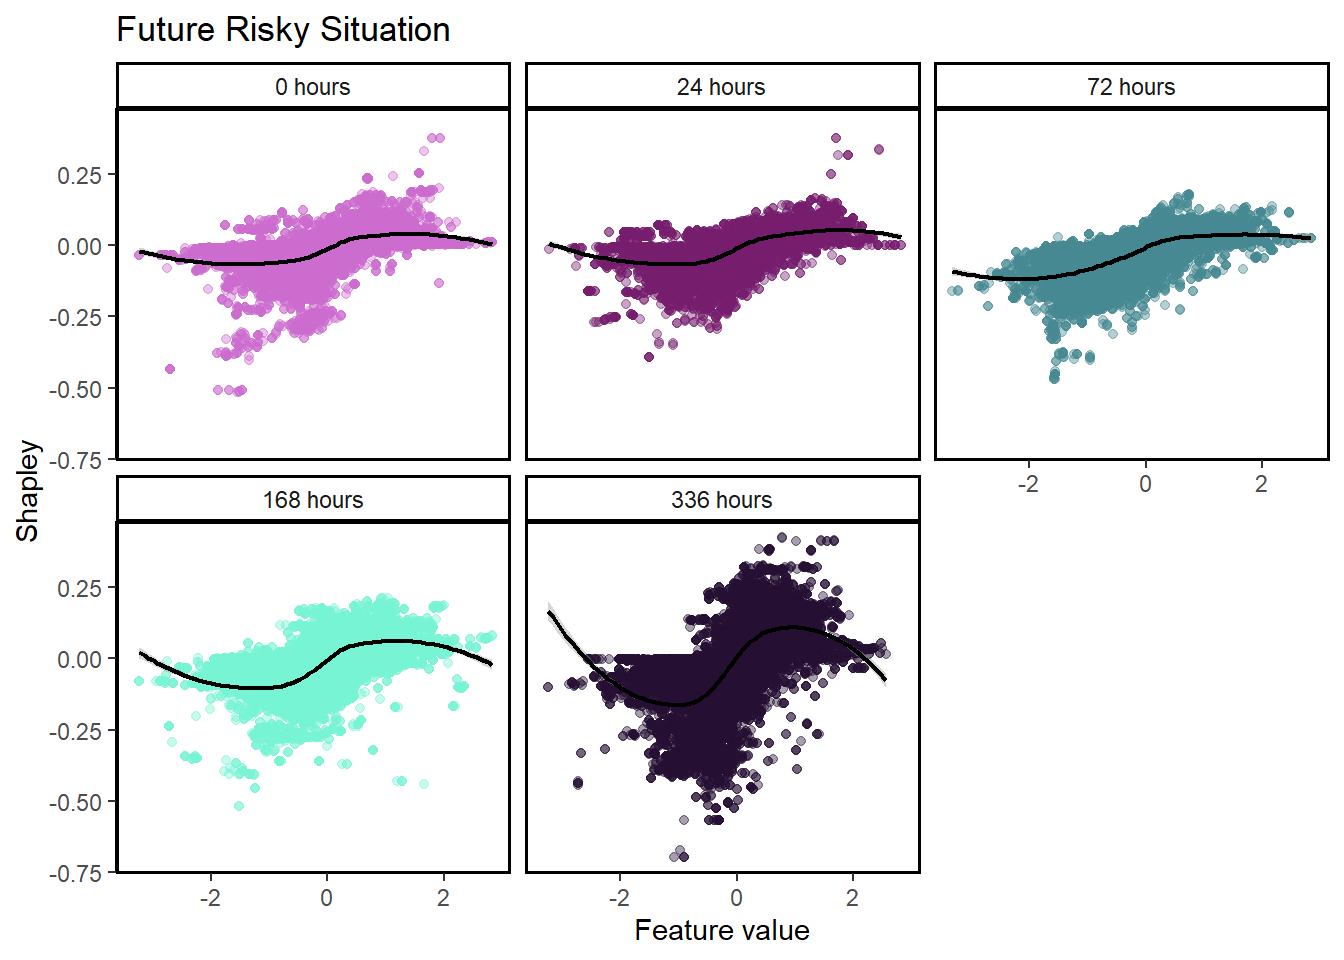 Future Risky Situation
0 hours
24 hours
72 hours
0.25
0.00
-0.25
-0.50
-0.75
-2 0 2
168 hours
336 hours
0.25
0.00
-0.25
-0.50
-0.75
-2 0 2
-2 0 2
Shapley
Feature value